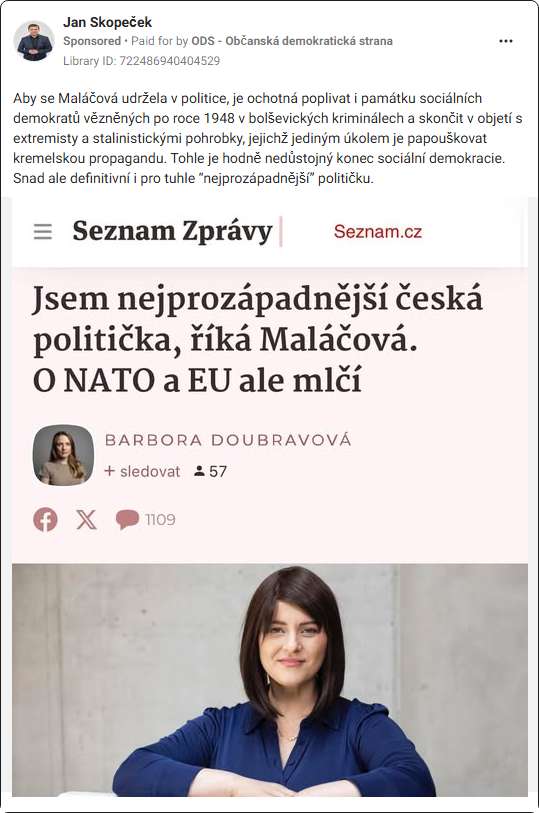 Jan Skopeček
Sponsored • Paid for by ODS - Občanská demokratická strana
Library ID: 722486940404529
Aby se Maláčová udržela v politice, je ochotná poplivat i památku sociálních
demokratů vězněných po roce 1948 v bolševických kriminálech a skončit v objetí s
extremisty a stalinistickými pohrobky, jejichž jediným úkolem je papouškovat
kremelskou propagandu. Tohle je hodně nedůstojný konec sociální demokracie.
Snad ale definitivní i pro tuhle “nejprozápadnější” političku.
Seznam Zprávy
Seznam.cz
Jsem nejprozápadnější česká
politička, říká Maláčová.
O NATO a EU ale mlčí
BARBORA DOUBRAVOVÁ
+ sledovat 57
1109